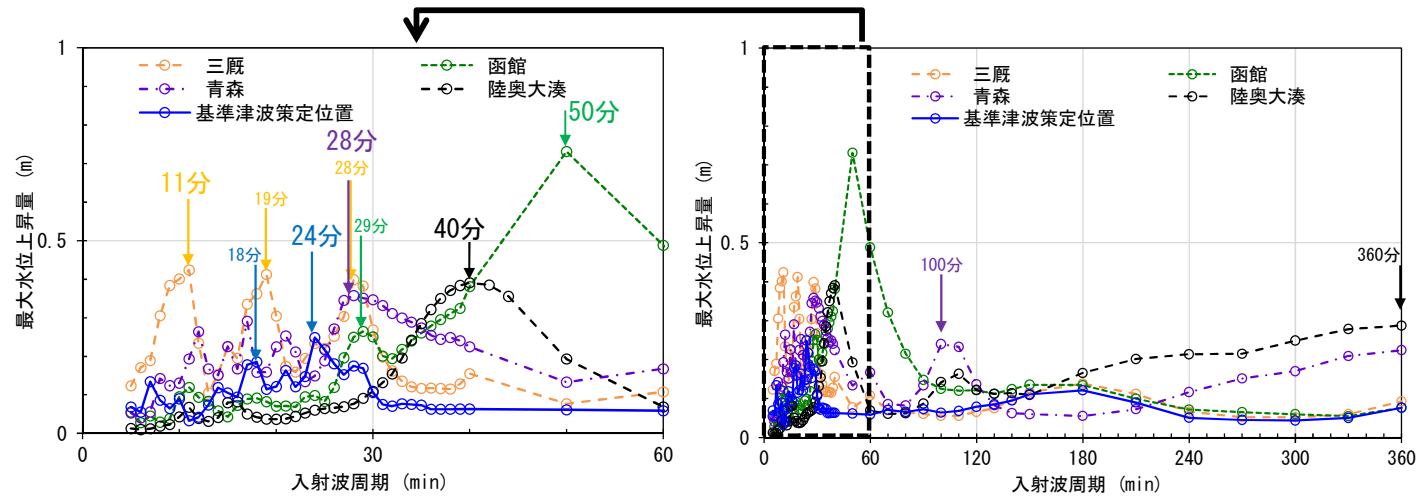 1
0.5
0
最大水位上昇量 (m)
三厩
函館
青森
陸奥大湊
基準津波策定位置
11分
19分
18分
24分
28分
28分
29分
40分
50分
0
30
60
入射波周期 (min)
1
0.5
0
最大水位上昇量 (m)
三厩
函館
青森
陸奥大湊
基準津波策定位置
100分
360分
0
60
120
180
240
300
360
入射波周期 (min)